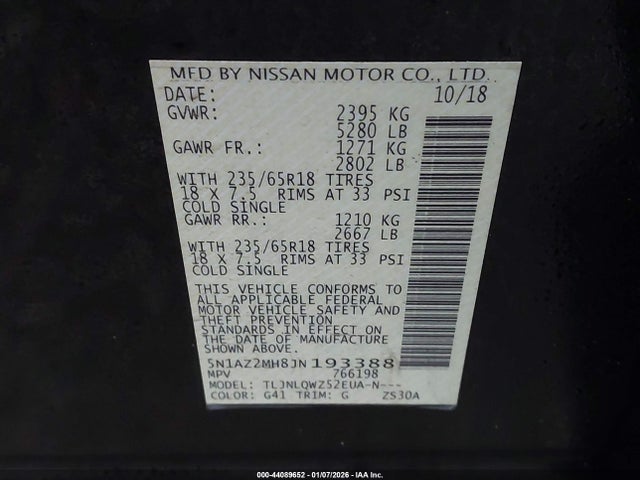 MFD BY NISSAN MOTOR CO., LTD.
DATE: 10/18
GVWR: 2395 KG
5280 LB
GAWR FR.: 1271 KG
2802 LB
WITH 235/65R18 TIRES
18 X 7.5 RIMS AT 33 PSI
COLD SINGLE
GAWR RR.: 1210 KG
2667 LB
WITH 235/65R18 TIRES
18 X 7.5 RIMS AT 33 PSI
COLD SINGLE
THIS VEHICLE CONFORMS TO
ALL APPLICABLE FEDERAL
MOTOR VEHICLE SAFETY AND
THEFT PREVENTION
STANDARDS IN EFFECT ON
THE DATE OF MANUFACTURE
SHOWN ABOVE.
5N1AZ2MH8JN193388
MPV 766198
MODEL: TLJNLQWZ52EUA-N---
COLOR: G41 TRIM: G ZS30A
000-44089652 - 01/07/2026 - IAA Inc.